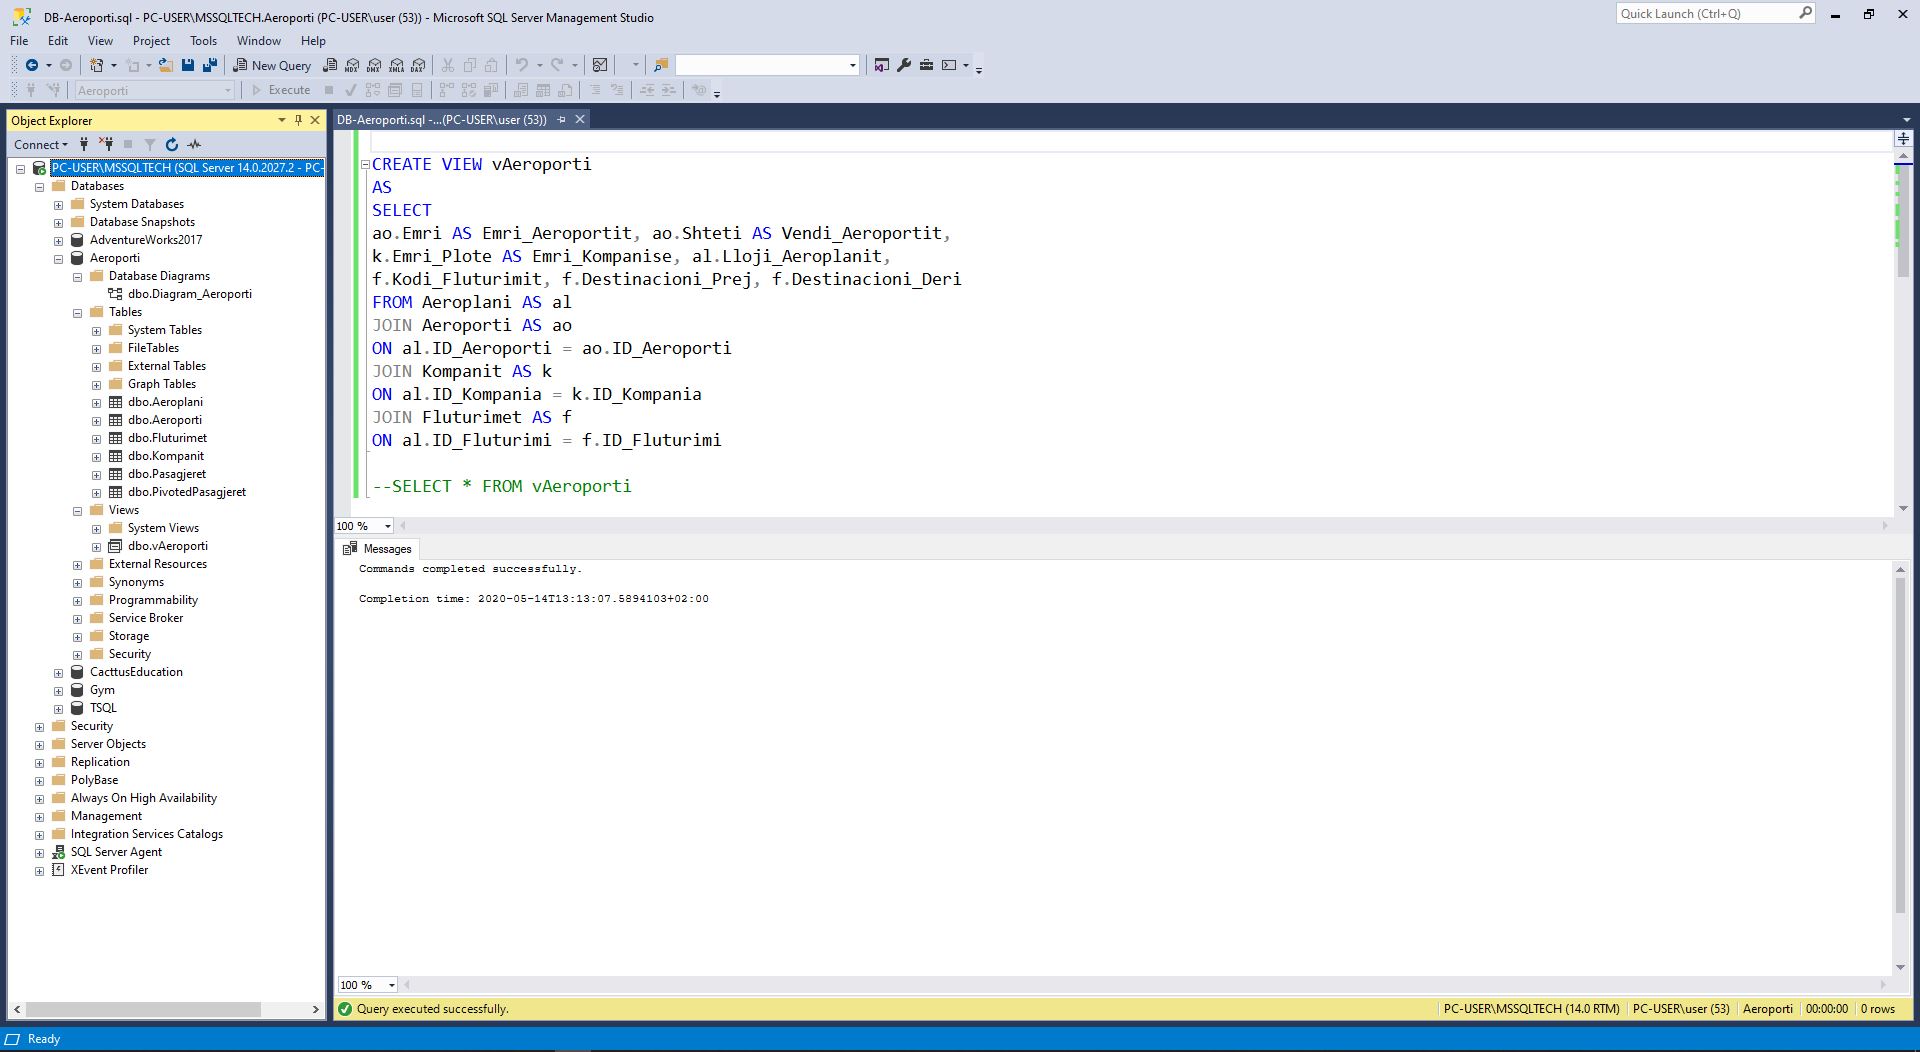 DB-Aeroporti.sql - PC-USER\MSSQLTECH.Aeroporti (PC-USER\user (53)) - Microsoft SQL Server Management Studio
Quick Launch (Ctrl+Q)
File Edit View Project Tools Window Help
New Query MDX DMX XMLA DAX
Aeroporti Execute
Object Explorer
Connect
PC-USER\MSSQLTECH (SQL Server 14.0.2027.2 - PC-
Databases
System Databases
Database Snapshots
AdventureWorks2017
Aeroporti
Database Diagrams
dbo.Diagram_Aeroporti
Tables
System Tables
FileTables
External Tables
Graph Tables
dbo.Aeroplani
dbo.Aeroporti
dbo.Fluturimet
dbo.Kompanit
dbo.Pasagjeret
dbo.PivotedPasagjeret
Views
System Views
dbo.vAeroporti
External Resources
Synonyms
Programmability
Service Broker
Storage
Security
CacttusEducation
Gym
TSQL
Security
Server Objects
Replication
PolyBase
Always On High Availability
Management
Integration Services Catalogs
SQL Server Agent
XEvent Profiler
DB-Aeroporti.sql -...(PC-USER\user (53))
CREATE VIEW vAeroporti
AS
SELECT
ao.Emri AS Emri_Aeroportit, ao.Shteti AS Vendi_Aeroportit,
k.Emri_Plote AS Emri_Kompanise, al.Lloji_Aeroplanit,
f.Kodi_Fluturimit, f.Destinacioni_Prej, f.Destinacioni_Deri
FROM Aeroplani AS al
JOIN Aeroporti AS ao
ON al.ID_Aeroporti = ao.ID_Aeroporti
JOIN Kompanit AS k
ON al.ID_Kompania = k.ID_Kompania
JOIN Fluturimet AS f
ON al.ID_Fluturimi = f.ID_Fluturimi
--SELECT * FROM vAeroporti
100 %
Messages
Commands completed successfully.
Completion time: 2020-05-14T13:13:07.5894103+02:00
100 %
Query executed successfully.
PC-USER\MSSQLTECH (14.0 RTM) PC-USER\user (53) Aeroporti 00:00:00 0 rows
Ready